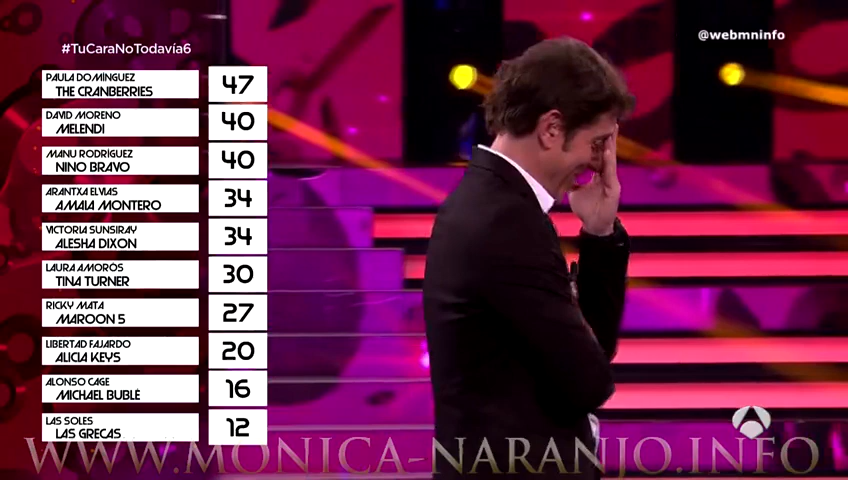 #TuCaraNoTodavía6
@webmninfo
PAULA DOMÍNGUEZ
THE CRANBERRIES
47
DAVID MORENO
MELENDI
40
MANU RODRÍGUEZ
NINO BRAVO
40
ARANTXA ELVIAS
AMAIA MONTERO
34
VICTORIA SUNSIRAY
ALESHA DIXON
34
LAURA AMORÓS
TINA TURNER
30
RICKY MATA
MAROON 5
27
LIBERTAD FAJARDO
ALICIA KEYS
20
ALONSO CAGE
MICHAEL BUBLÉ
16
LAS SOLES
LAS GRECAS
12
WWW.MONICA-NARANJO.INFO